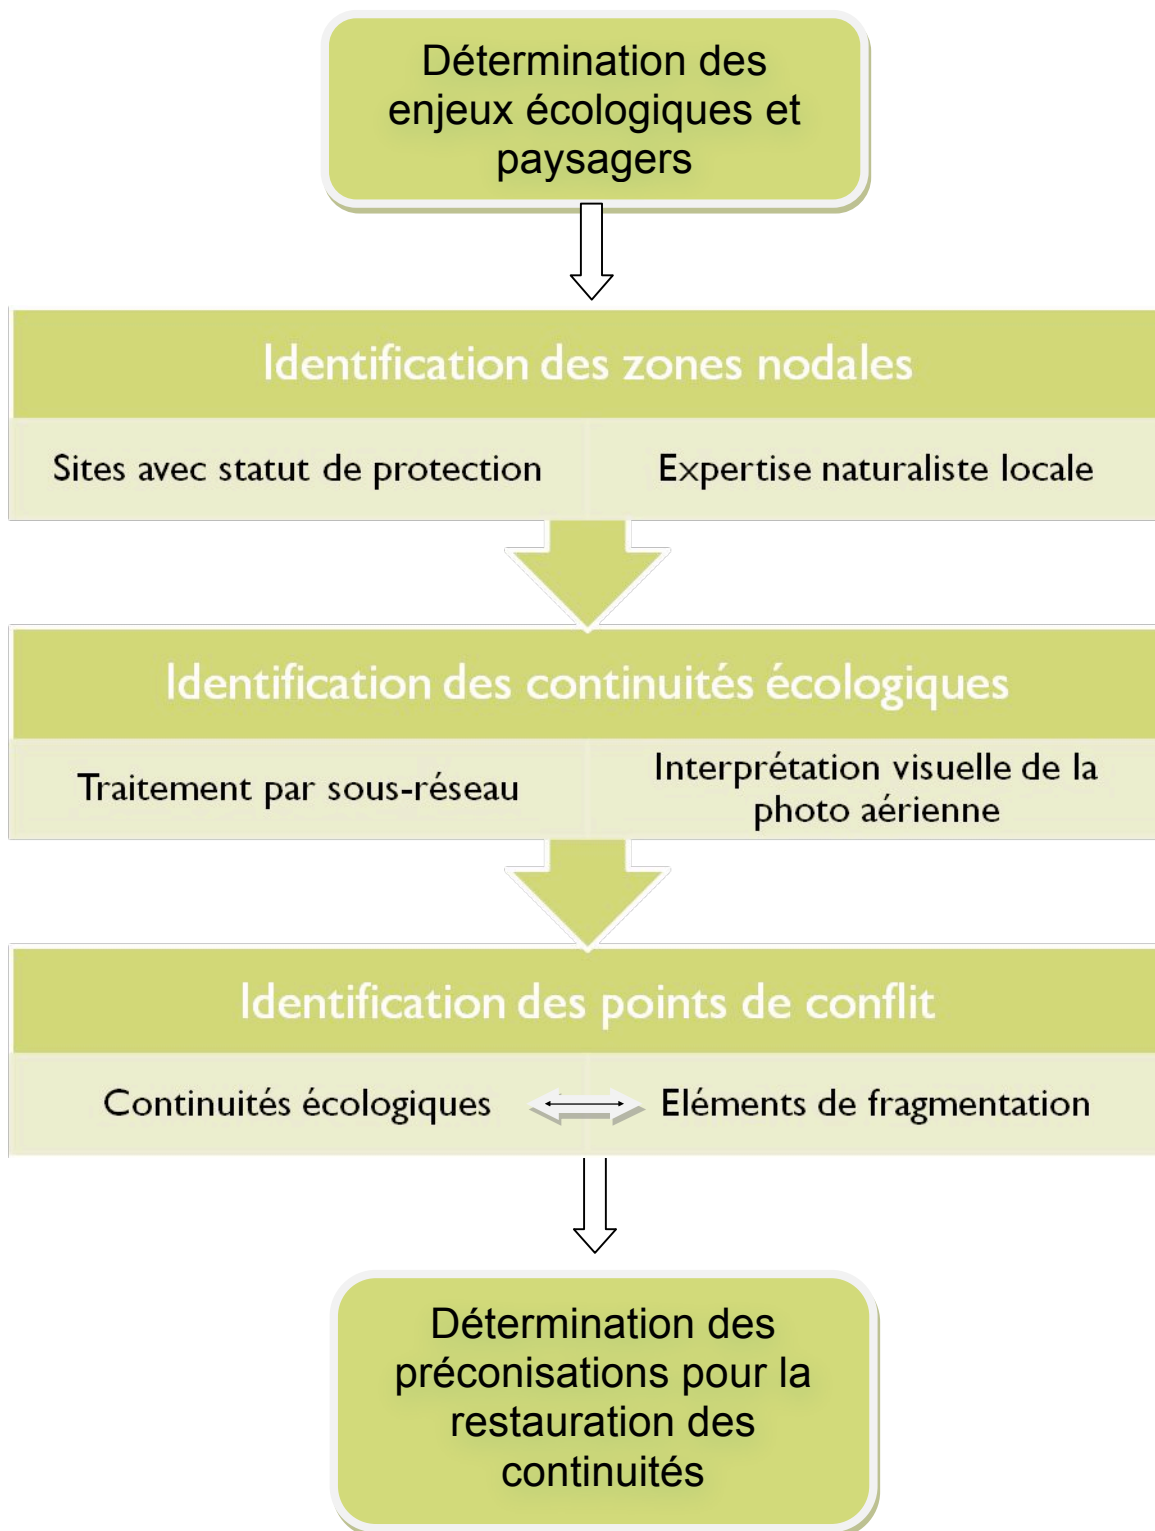 Détermination des
enjeux écologiques et
paysagers
Identification des zones nodales
Sites avec statut de protection
Expertise naturaliste locale
Identification des continuités écologiques
Traitement par sous-réseau
Interprétation visuelle de la
photo aérienne
Identification des points de conflit
Continuités écologiques
Eléments de fragmentation
Détermination des
préconisations pour la
restauration des
continuités